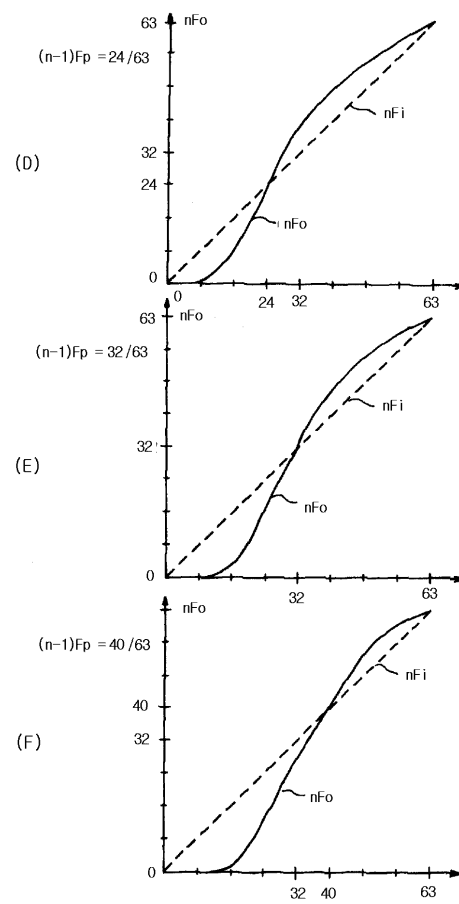 63
nFo
(n-1)Fp = 24/63
nFi
32
(D)
24
nFo
0
0 24 32 63
63
nFo
(n-1)Fp = 32/63
nFi
32
(E)
nFo
0
32 63
nFo
(n-1)Fp = 40/63
nFi
40
32
(F)
nFo
0
32 40 63